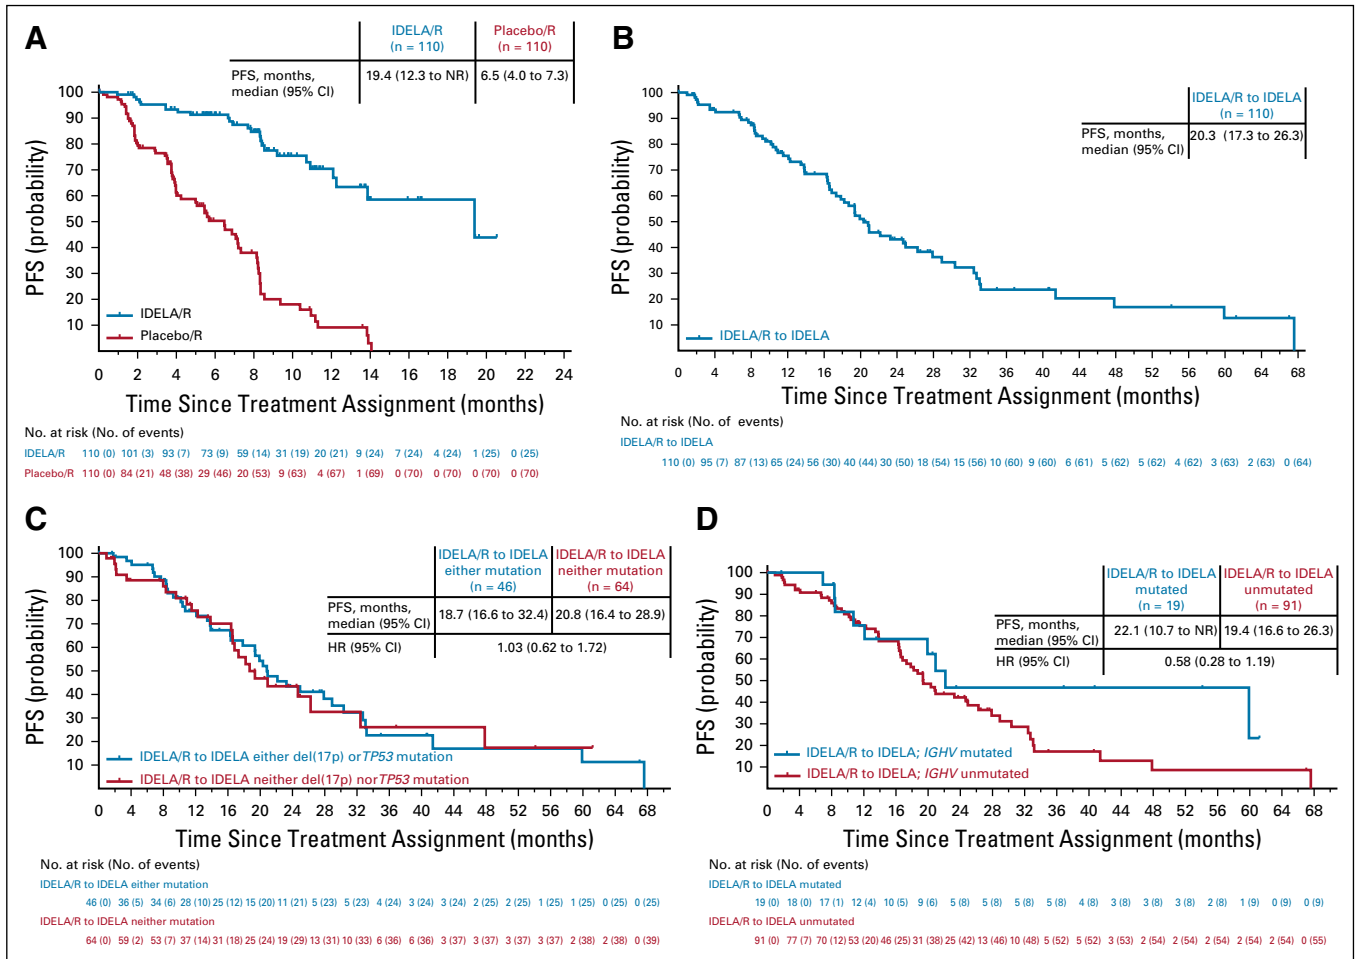 A
IDELA/R Placebo/R
(n = 110) (n = 110)
PFS, months, 19.4 (12.3 to NR) 6.5 (4.0 to 7.3)
median (95% CI)
PFS (probability)
100
90
80
70
60
50
40
30
20
10
IDELA/R
Placebo/R
0 2 4 6 8 10 12 14 16 18 20 22 24
Time Since Treatment Assignment (months)
No. at risk (No. of events)
IDELA/R 110 (0) 101 (3) 93 (7) 73 (9) 59 (14) 31 (19) 20 (21) 9 (24) 7 (24) 4 (24) 1 (25) 0 (25)
Placebo/R 110 (0) 84 (21) 48 (38) 29 (46) 20 (53) 9 (63) 4 (67) 1 (69) 0 (70) 0 (70) 0 (70) 0 (70)
B
IDELA/R to IDELA
(n = 110)
PFS, months, 20.3 (17.3 to 26.3)
median (95% CI)
PFS (probability)
100
90
80
70
60
50
40
30
20
10
IDELA/R to IDELA
0 4 8 12 16 20 24 28 32 36 40 44 48 52 56 60 64 68
Time Since Treatment Assignment (months)
No. at risk (No. of events)
IDELA/R to IDELA
110 (0) 95 (7) 87 (13) 65 (24) 56 (30) 40 (44) 30 (50) 18 (54) 15 (56) 10 (60) 9 (60) 6 (61) 5 (62) 5 (62) 4 (62) 3 (63) 2 (63) 0 (64)
C
IDELA/R to IDELA IDELA/R to IDELA
either mutation neither mutation
(n = 46) (n = 64)
PFS, months, 18.7 (16.6 to 32.4) 20.8 (16.4 to 28.9)
median (95% CI)
HR (95% CI) 1.03 (0.62 to 1.72)
PFS (probability)
100
90
80
70
60
50
40
30
20
10
IDELA/R to IDELA either del(17p) or TP53 mutation
IDELA/R to IDELA neither del(17p) nor TP53 mutation
0 4 8 12 16 20 24 28 32 36 40 44 48 52 56 60 64 68
Time Since Treatment Assignment (months)
No. at risk (No. of events)
IDELA/R to IDELA either mutation
46 (0) 36 (5) 34 (6) 28 (10) 25 (12) 15 (20) 11 (21) 5 (23) 5 (23) 4 (24) 3 (24) 3 (24) 2 (25) 2 (25) 1 (25) 1 (25) 0 (25) 0 (25)
IDELA/R to IDELA neither mutation
64 (0) 59 (2) 53 (7) 37 (14) 31 (18) 25 (24) 19 (29) 13 (31) 10 (33) 6 (36) 6 (36) 3 (37) 3 (37) 3 (37) 3 (37) 2 (38) 2 (38) 0 (39)
D
IDELA/R to IDELA IDELA/R to IDELA
mutated unmutated
(n = 19) (n = 91)
PFS, months, 22.1 (10.7 to NR) 19.4 (16.6 to 26.3)
median (95% CI)
HR (95% CI) 0.58 (0.28 to 1.19)
PFS (probability)
100
90
80
70
60
50
40
30
20
10
IDELA/R to IDELA; IGHV mutated
IDELA/R to IDELA; IGHV unmutated
0 4 8 12 16 20 24 28 32 36 40 44 48 52 56 60 64 68
Time Since Treatment Assignment (months)
No. at risk (No. of events)
IDELA/R to IDELA mutated
19 (0) 18 (0) 17 (1) 12 (4) 10 (5) 9 (6) 5 (8) 5 (8) 5 (8) 5 (8) 4 (8) 3 (8) 3 (8) 2 (8) 1 (9) 0 (9) 0 (9)
IDELA/R to IDELA unmutated
91 (0) 77 (7) 70 (12) 53 (20) 46 (25) 31 (38) 25 (42) 13 (46) 10 (48) 5 (52) 5 (52) 3 (53) 2 (54) 2 (54) 2 (54) 2 (54) 2 (54) 0 (55)